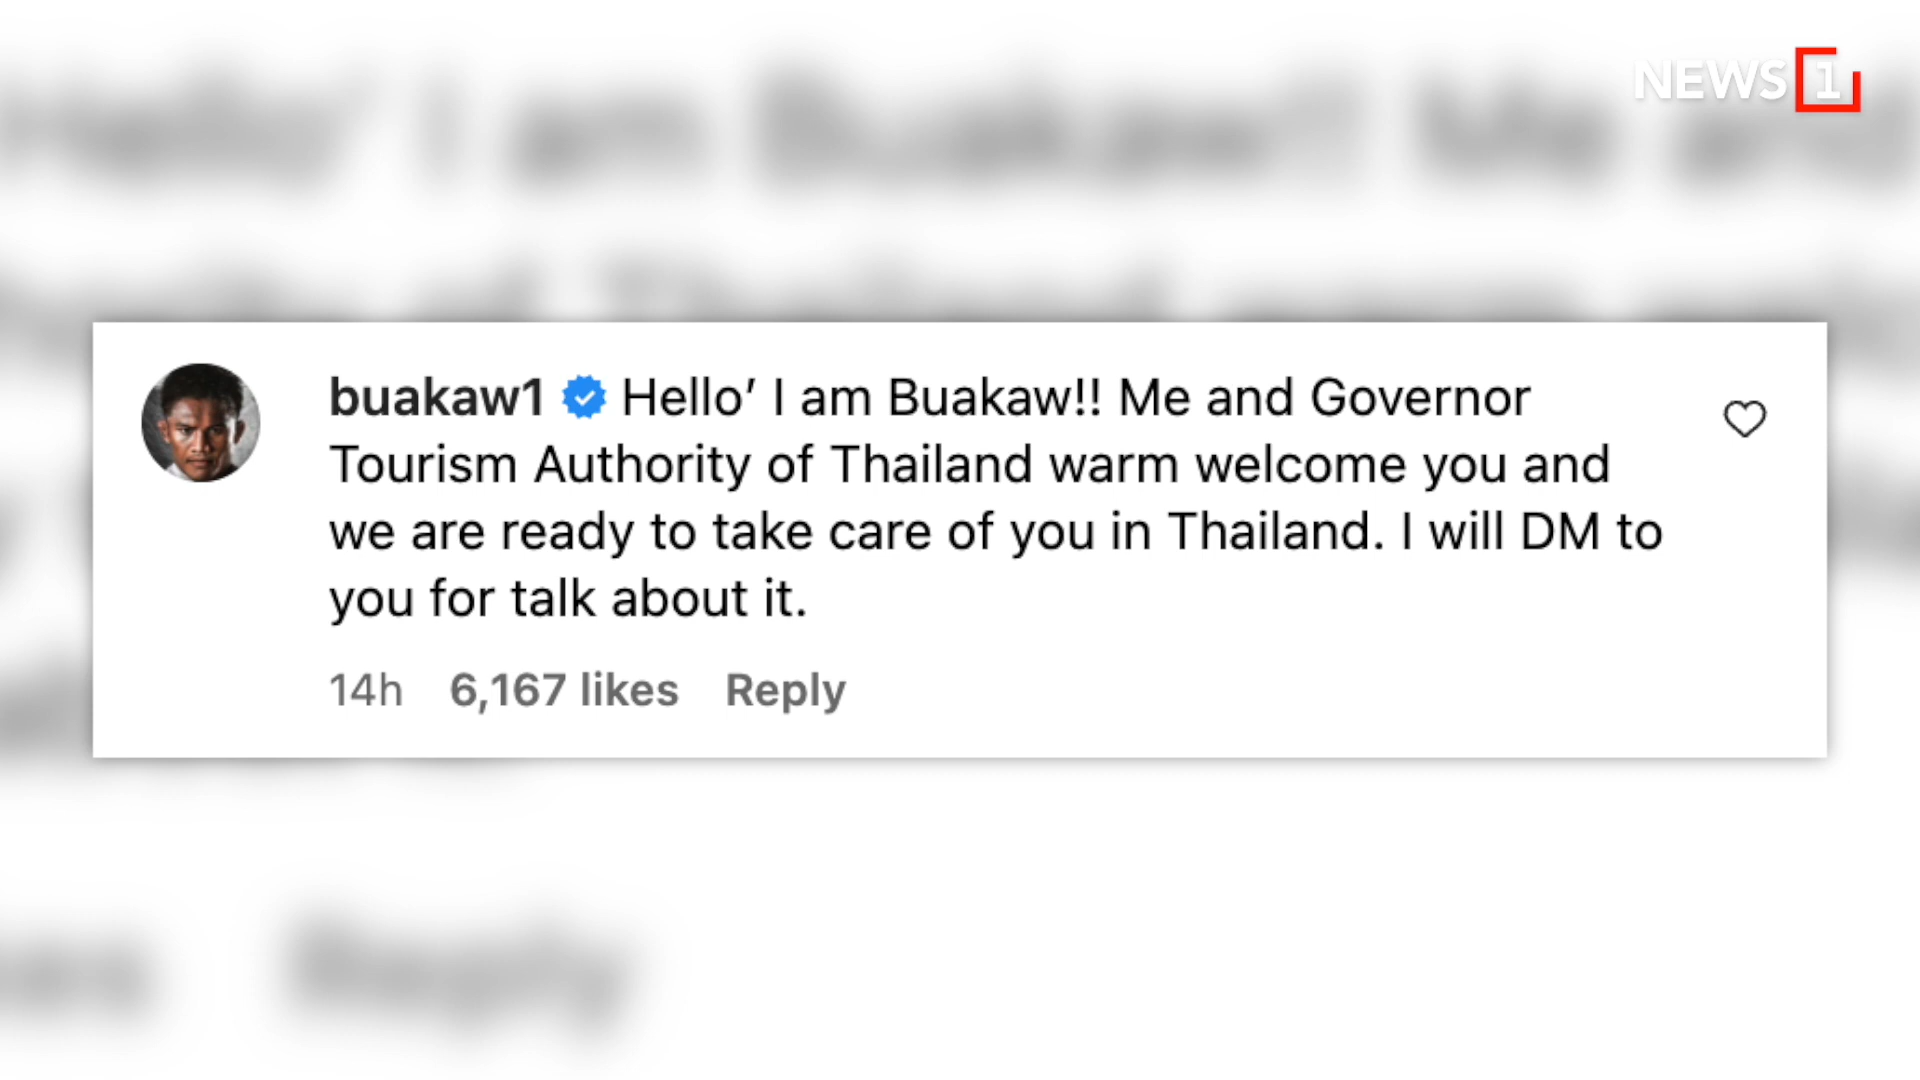 NEWS 1
buakaw1 Hello’ I am Buakaw!! Me and Governor
Tourism Authority of Thailand warm welcome you and
we are ready to take care of you in Thailand. I will DM to
you for talk about it.
14h 6,167 likes Reply